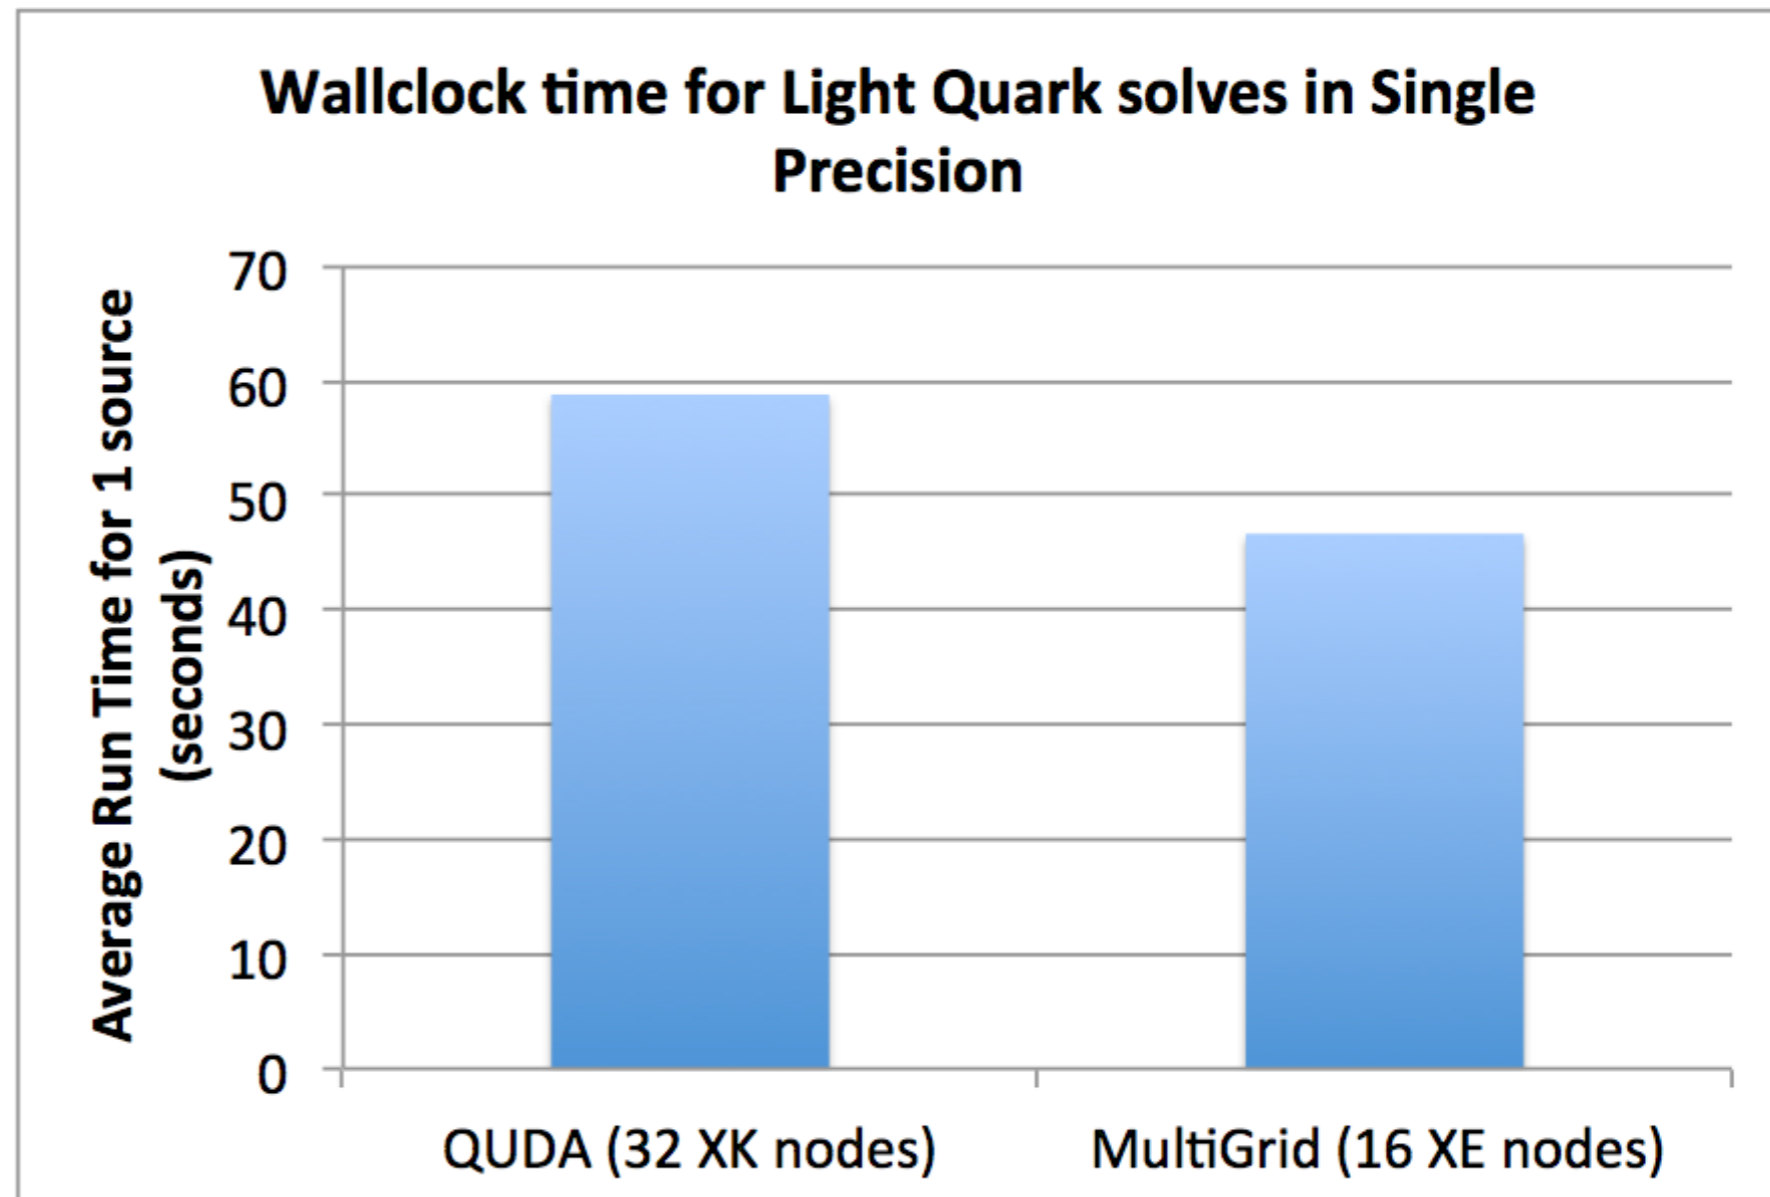 Wallclock time for Light Quark solves in Single
Precision
Average Run Time for 1 source
(seconds)
70
60
50
40
30
20
10
0
QUDA (32 XK nodes)
MultiGrid (16 XE nodes)